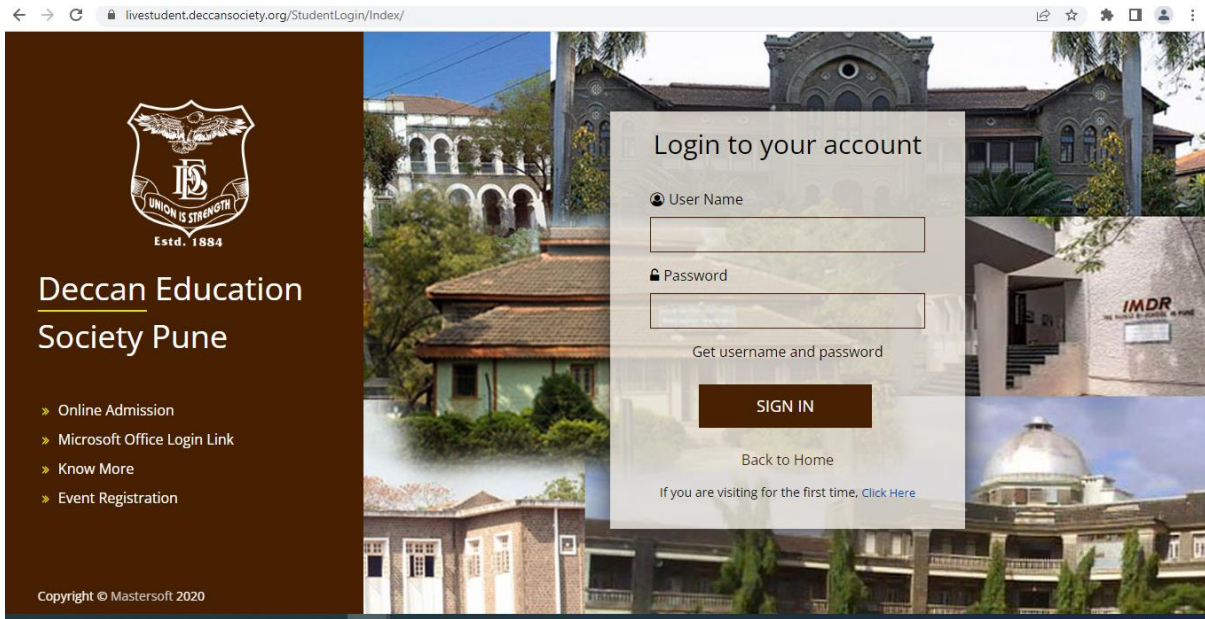 livestudent.deccansociety.org/StudentLogin/Index/
DES
UNION IS STRENGTH
Estd. 1884
Deccan Education
Society Pune
» Online Admission
» Microsoft Office Login Link
» Know More
» Event Registration
Copyright © Mastersoft 2020
Login to your account
User Name
Password
Get username and password
SIGN IN
Back to Home
If you are visiting for the first time, Click Here
IMDR